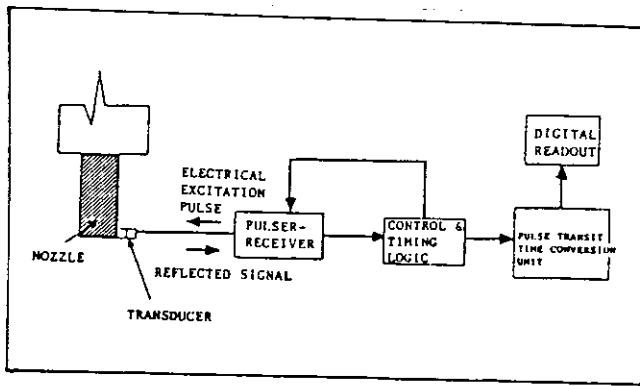 DIGITAL
READOUT
ELECTRICAL
EXCITATION
PULSE
PULSER-
RECEIVER
CONTROL &
TIMING
LOGIC
PULSE TRANSIT
TIME CONVERSION
UNIT
NOZZLE
REFLECTED SIGNAL
TRANSDUCER